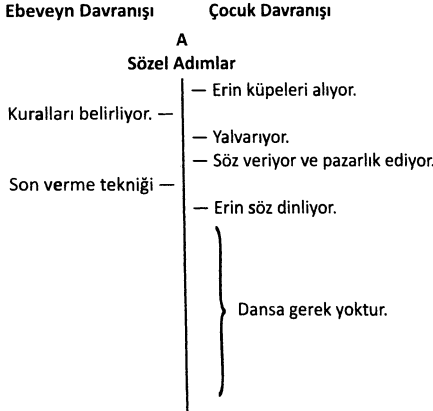 Ebeveyn Davranışı Çocuk Davranışı
A
Sözel Adımlar
— Erin küpeleri alıyor.
Kuralları belirliyor. —
— Yalvarıyor.
— Söz veriyor ve pazarlık ediyor.
Son verme tekniği —
— Erin söz dinliyor.
Dansa gerek yoktur.